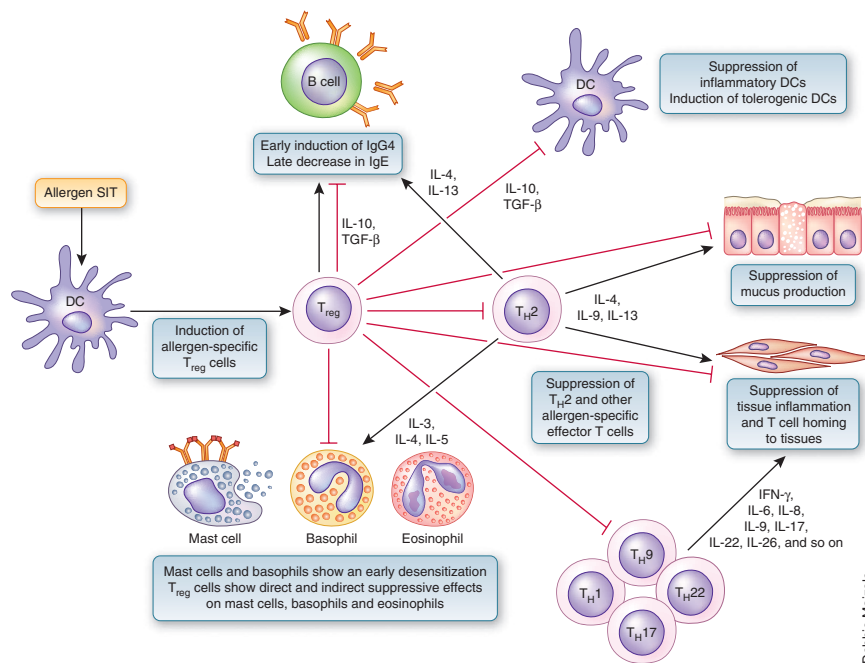 B cell
DC
Suppression of
inflammatory DCs
Induction of tolerogenic DCs
Early induction of IgG4
Late decrease in IgE
IL-4,
IL-13
IL-10,
TGF-β
IL-10,
TGF-β
Allergen SIT
DC
Treg
TH2
IL-4,
IL-9, IL-13
Suppression of
mucus production
Induction of
allergen-specific
Treg cells
Suppression of
TH2 and other
allergen-specific
effector T cells
Suppression of
tissue inflammation
and T cell homing
to tissues
IL-3,
IL-4, IL-5
Mast cell
Basophil
Eosinophil
IFN-γ,
IL-6, IL-8,
IL-9, IL-17,
IL-22, IL-26, and so on
Mast cells and basophils show an early desensitization
Treg cells show direct and indirect suppressive effects
on mast cells, basophils and eosinophils
TH9
TH1
TH22
TH17